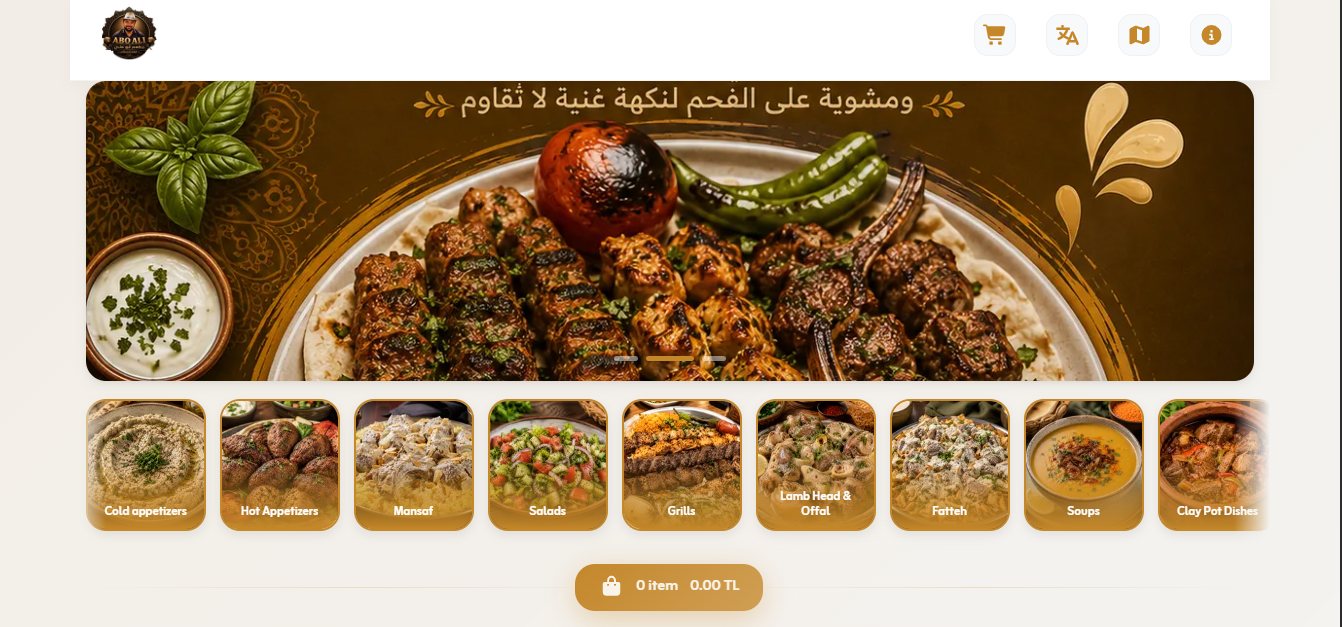 ABO ALI
ومشوية على الفحم لنكهة غنية لا تُقاوم
Cold appetizers
Hot Appetizers
Mansaf
Salads
Grills
Lamb Head &
Offal
Fatteh
Soups
Clay Pot Dishes
0 item 0.00 TL